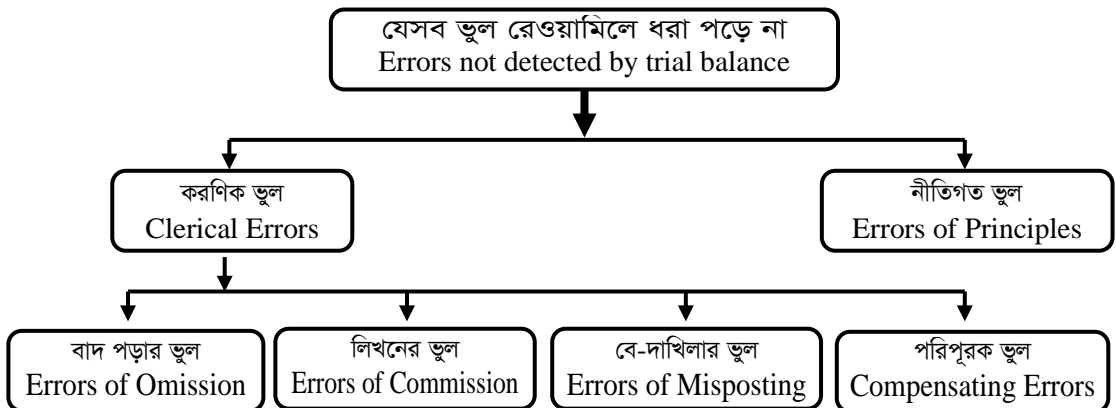 যেসব ভুল রেওয়ামিলে ধরা পড়ে না
Errors not detected by trial balance
করণিক ভুল
Clerical Errors
নীতিগত ভুল
Errors of Principles
বাদ পড়ার ভুল
Errors of Omission
লিখনের ভুল
Errors of Commission
বে-দাখিলার ভুল
Errors of Misposting
পরিপূরক ভুল
Compensating Errors